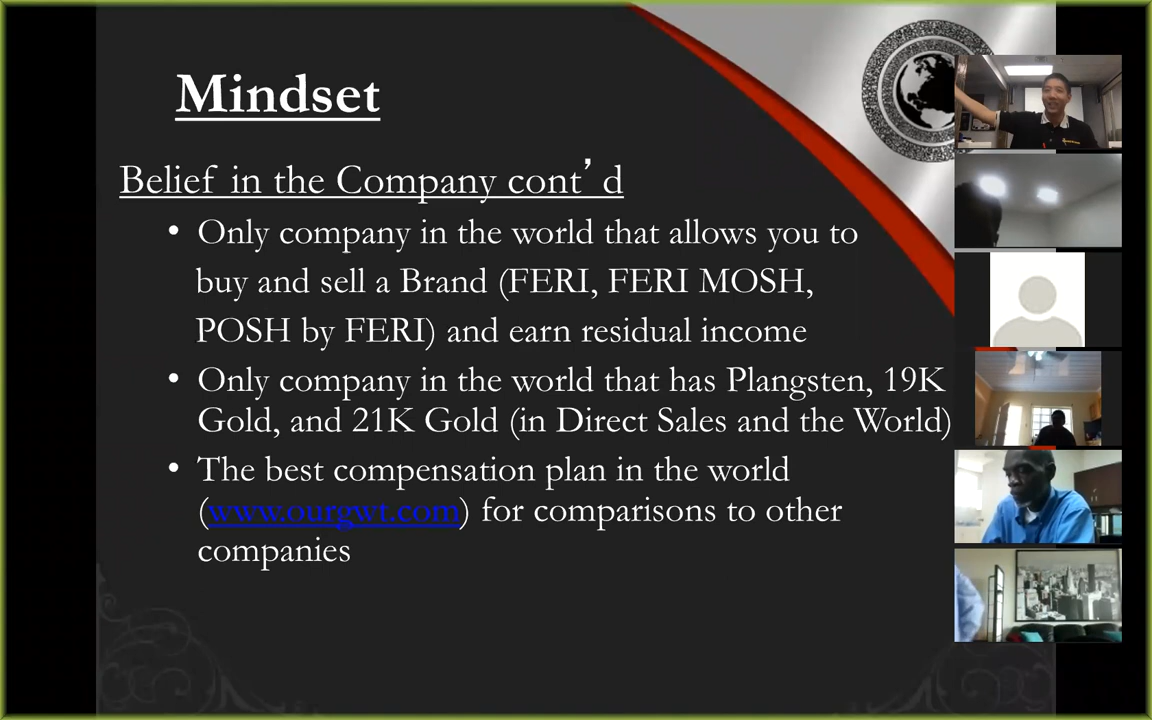 Mindset
Belief in the Company cont’ d
• Only company in the world that allows you to
buy and sell a Brand (FERI, FERI MOSH,
POSH by FERI) and earn residual income
• Only company in the world that has Plangsten, 19K
Gold, and 21K Gold (in Direct Sales and the World)
• The best compensation plan in the world
(www.ourgwt.com) for comparisons to other
companies